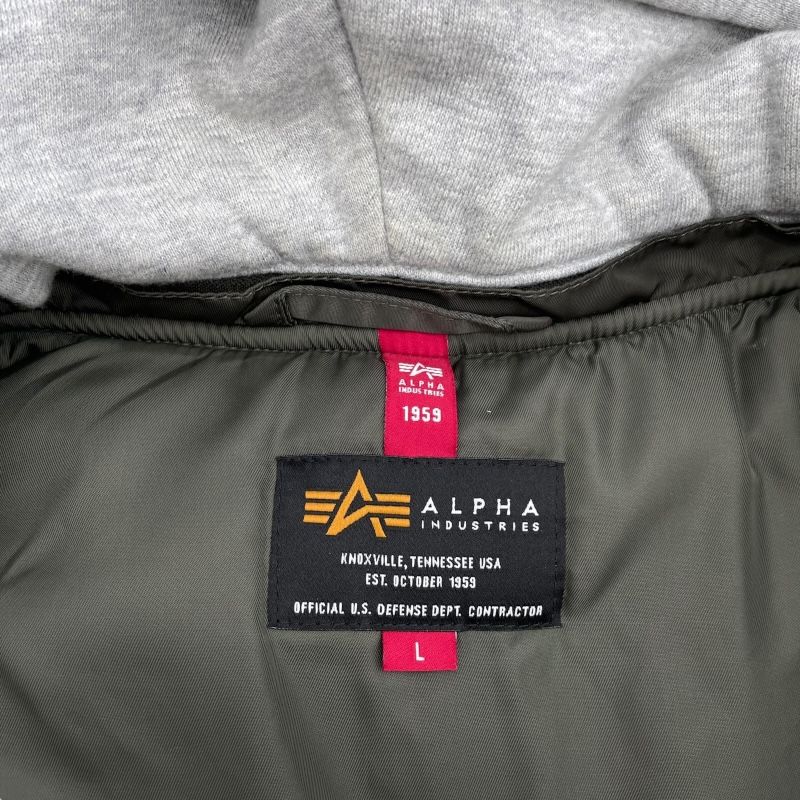 ALPHA
INDUSTRIES
1959
ALPHA
INDUSTRIES
KNOXVILLE, TENNESSEE USA
EST. OCTOBER 1959
OFFICIAL U.S. DEFENSE DEPT. CONTRACTOR
L